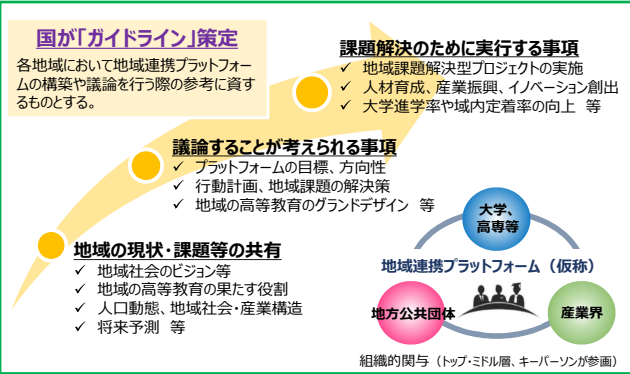 国が「ガイドライン」策定
各地域において地域連携プラットフォー
ムの構築や議論を行う際の参考に資す
るものとする。
課題解決のために実行する事項
✓ 地域課題解決型プロジェクトの実施
✓ 人材育成、産業振興、イノベーション創出
✓ 大学進学率や域内定着率の向上 等
議論することが考えられる事項
✓ プラットフォームの目標、方向性
✓ 行動計画、地域課題の解決策
✓ 地域の高等教育のグランドデザイン 等
地域の現状・課題等の共有
✓ 地域社会のビジョン等
✓ 地域の高等教育の果たす役割
✓ 人口動態、地域社会・産業構造
✓ 将来予測 等
大学、
高専等
地域連携プラットフォーム（仮称）
地方公共団体
産業界
組織的関与（トップ・ミドル層、キーパーソンが参画）